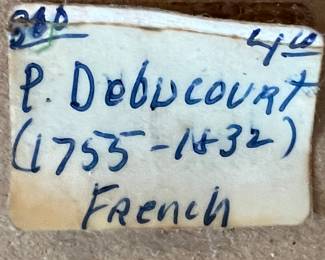 P. Debucourt
(1755-1832)
French